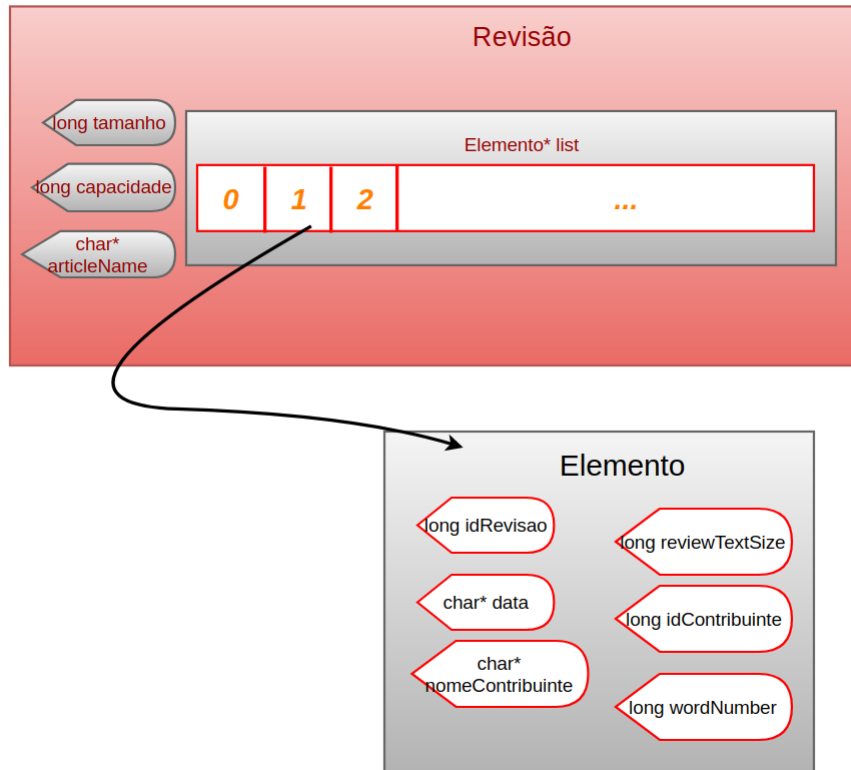 Revisão
long tamanho
Elemento* list
long capacidade
0 1 2 ...
char*
articleName
Elemento
long idRevisao
long reviewTextSize
char* data
long idContribuinte
char*
nomeContribuinte
long wordNumber